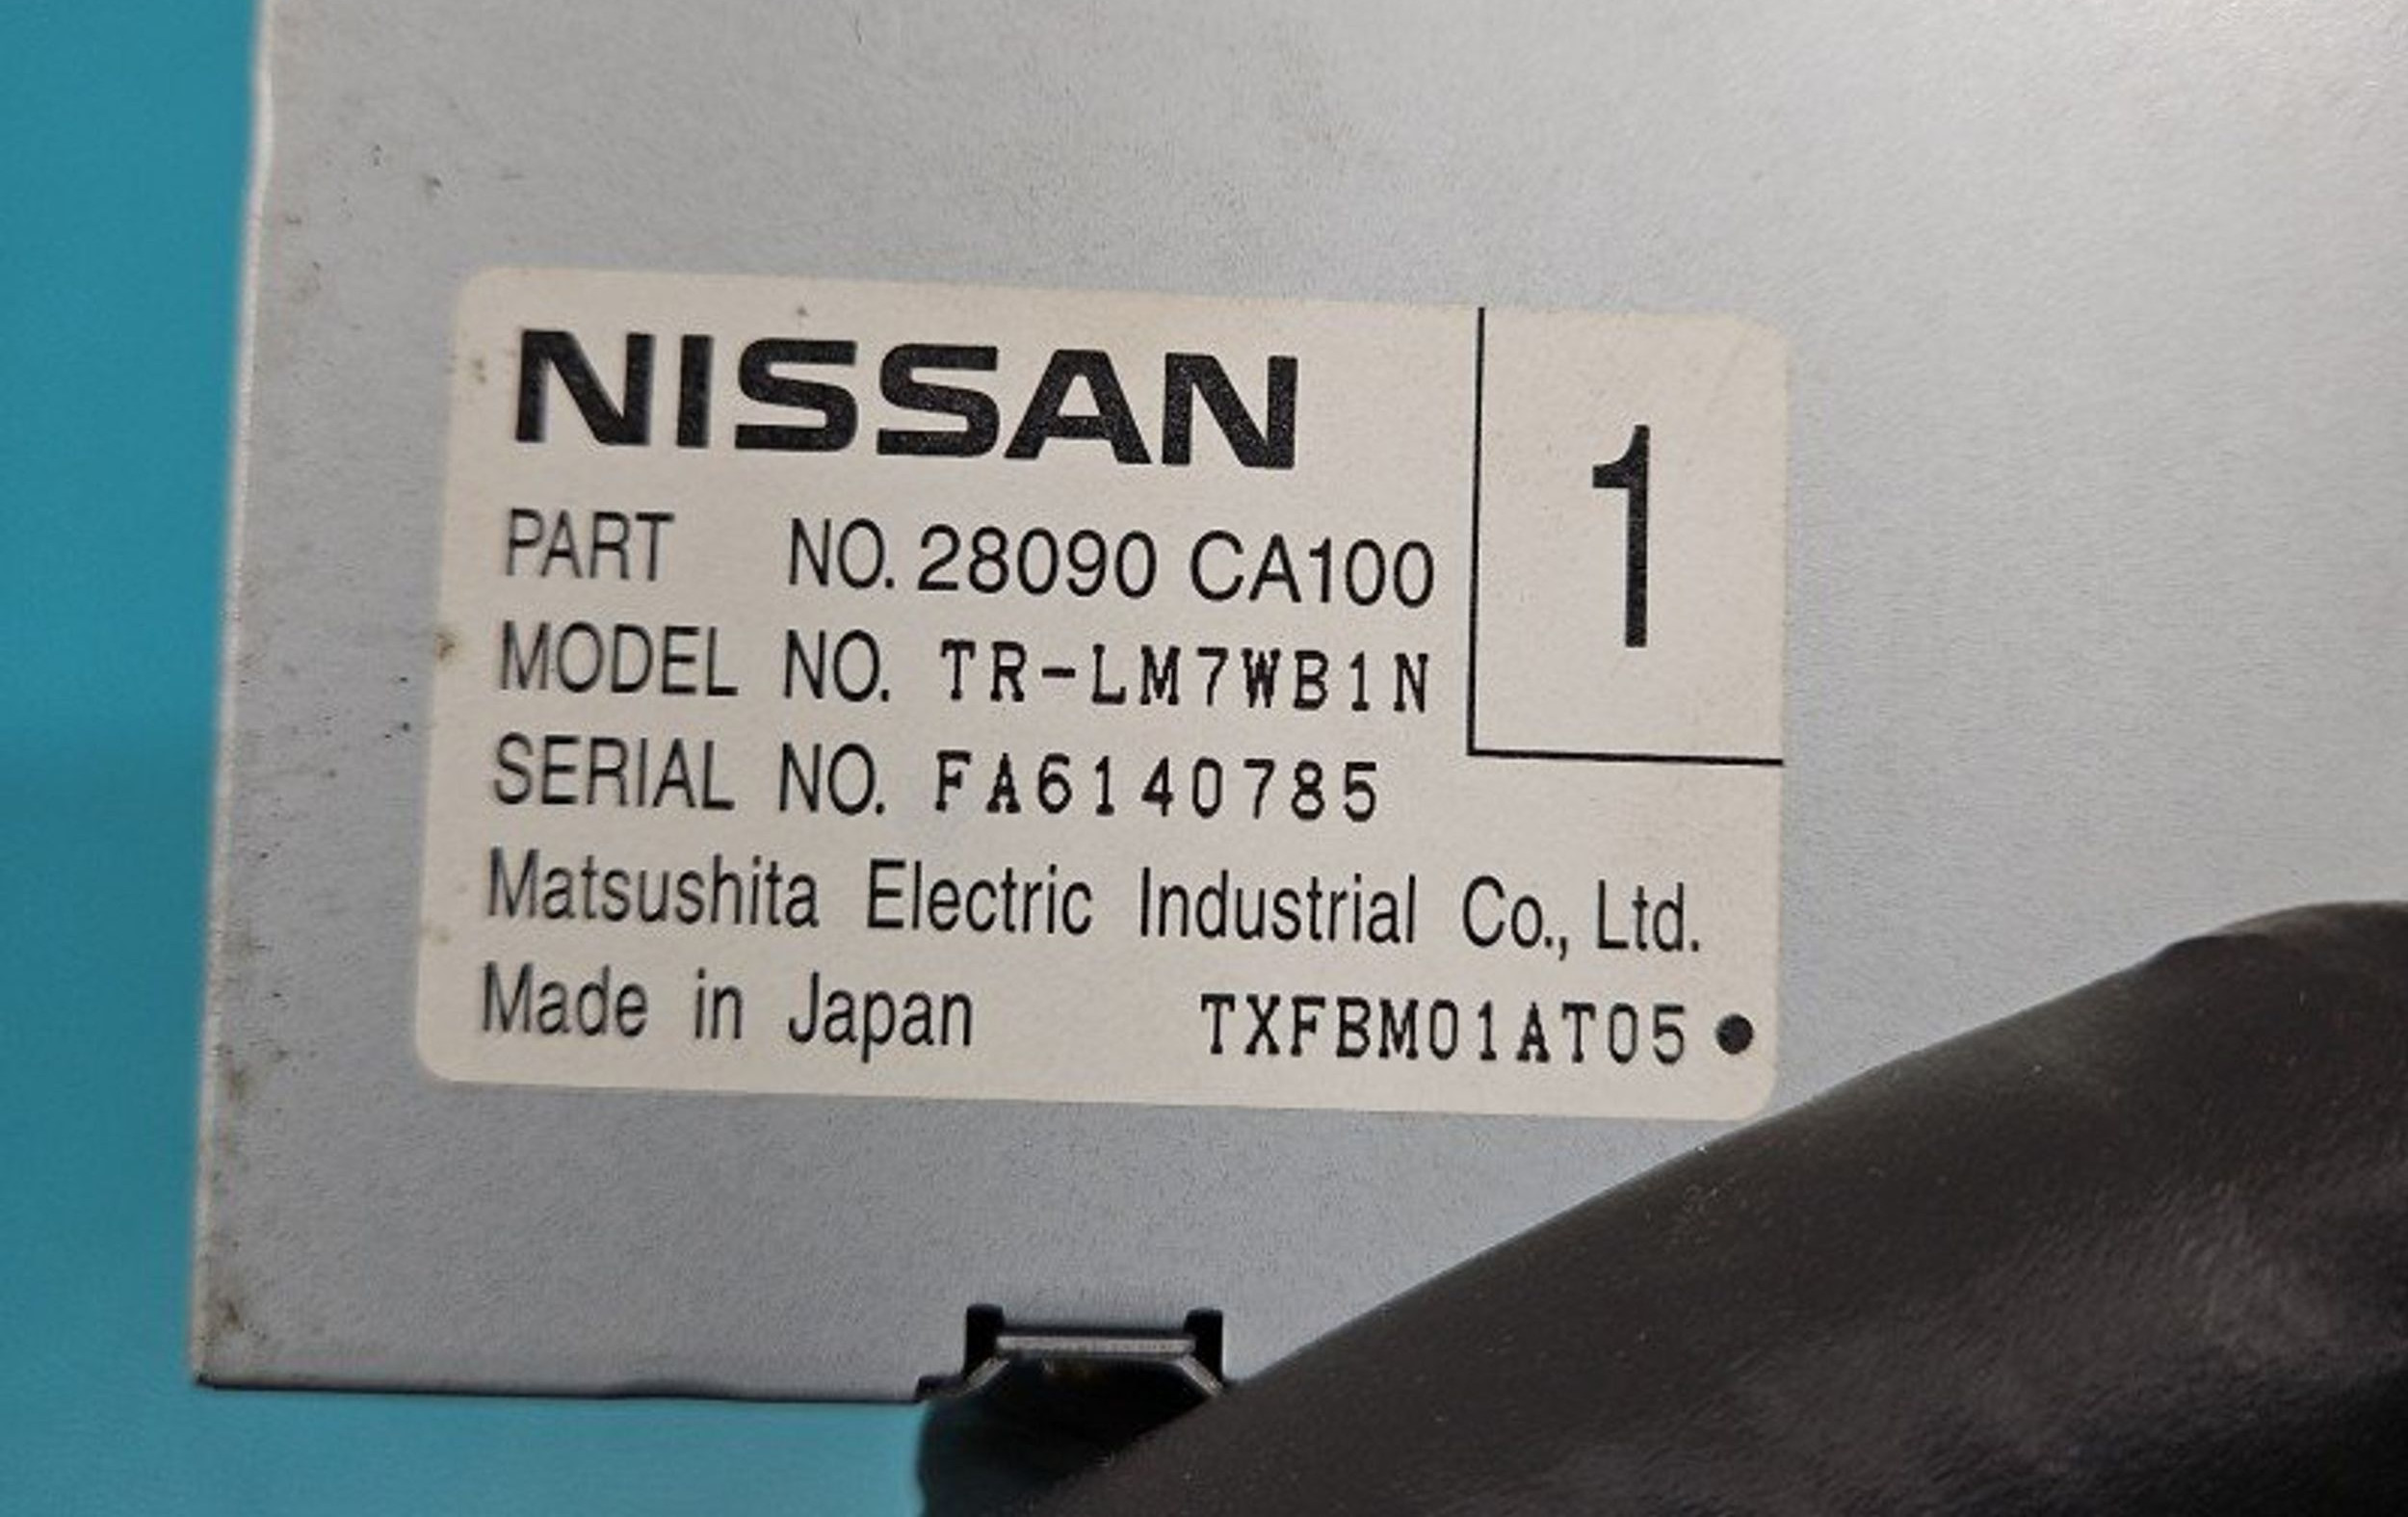 NISSAN
1
PART NO. 28090 CA100
MODEL NO. TR-LM7WB1N
SERIAL NO. FA6140785
Matsushita Electric Industrial Co., Ltd.
Made in Japan TXFBM01AT05